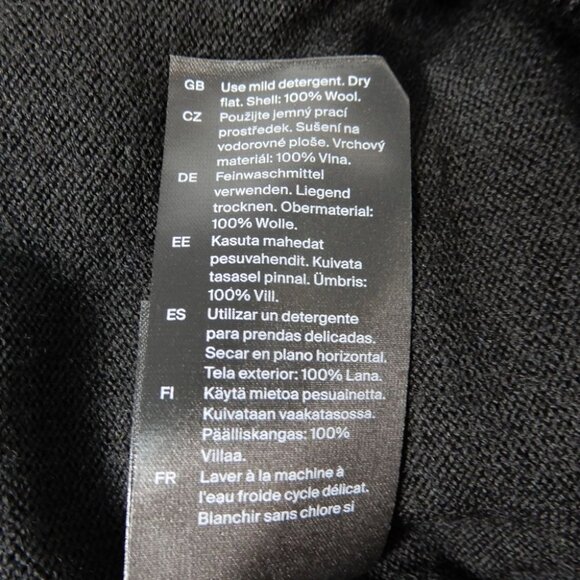 GB Use mild detergent. Dry
flat. Shell: 100% Wool.
CZ Použijte jemný prací
prostředek. Sušení na
vodorovné ploše. Vrchový
materiál: 100% Vlna.
DE Feinwaschmittel
verwenden. Liegend
trocknen. Obermaterial:
100% Wolle.
EE Kasuta mahedat
pesuvahendit. Kuivata
tasasel pinnal. Ümbris:
100% Vill.
ES Utilizar un detergente
para prendas delicadas.
Secar en plano horizontal.
Tela exterior: 100% Lana.
FI Käytä mietoa pesuainetta.
Kuivataan vaakatasossa.
Päälliskangas: 100%
Villaa.
FR Laver à la machine à
l'eau froide cycle délicat.
Blanchir sans chlore si